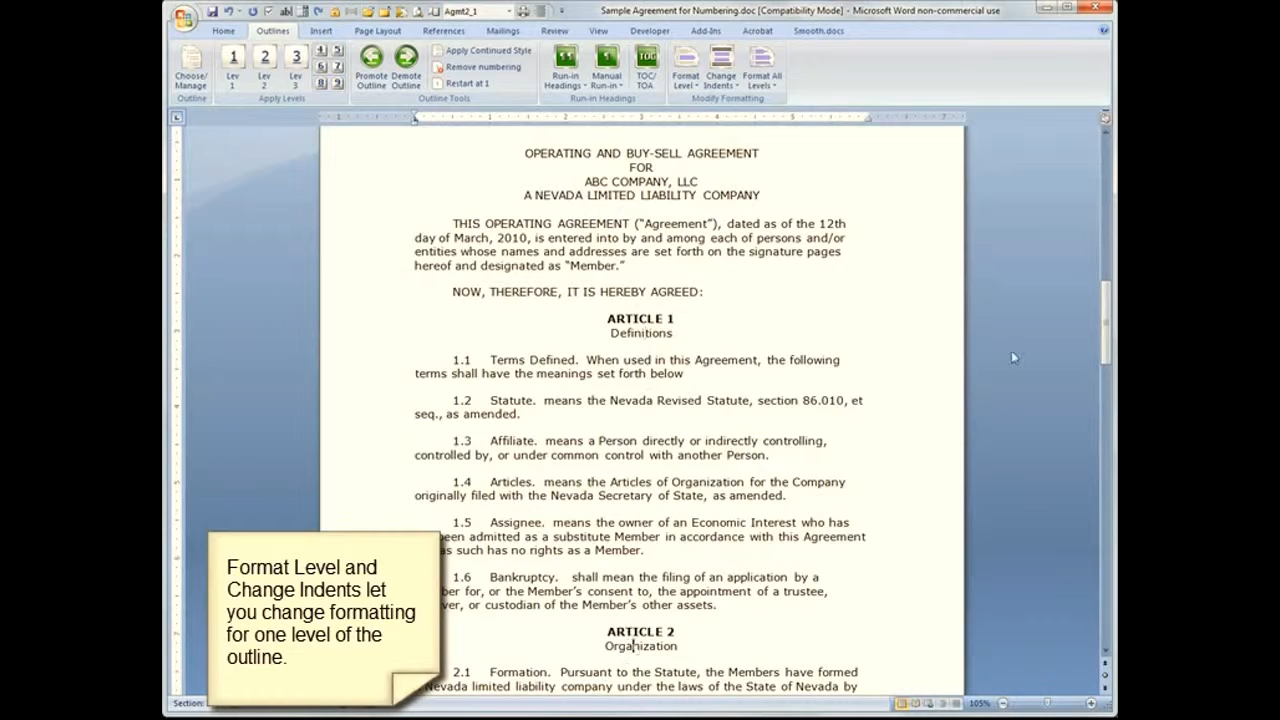 Agmt2_1
Sample Agreement for Numbering.doc [Compatibility Mode] - Microsoft Word non-commercial use
Home Outlines Insert Page Layout References Mailings Review View Developer Add-Ins Acrobat Smooth.docs
Choose/ Manage
1 Lev 1
2 Lev 2
3 Lev 3
4 5
6 7
8 9
Promote Outline
Demote Outline
Apply Continued Style
Remove numbering
Restart at 1
Run-in Headings
Manual Run-in
TOC
TOC/ TOA
Format Level
Change Indents
Format All Levels
Outline Apply Levels Outline Tools Run-in Headings Modify Formatting
OPERATING AND BUY-SELL AGREEMENT
FOR
ABC COMPANY, LLC
A NEVADA LIMITED LIABILITY COMPANY
THIS OPERATING AGREEMENT (“Agreement”), dated as of the 12th
day of March, 2010, is entered into by and among each of persons and/or
entities whose names and addresses are set forth on the signature pages
hereof and designated as “Member.”
NOW, THEREFORE, IT IS HEREBY AGREED:
ARTICLE 1
Definitions
1.1 Terms Defined. When used in this Agreement, the following
terms shall have the meanings set forth below
1.2 Statute. means the Nevada Revised Statute, section 86.010, et
seq., as amended.
1.3 Affiliate. means a Person directly or indirectly controlling,
controlled by, or under common control with another Person.
1.4 Articles. means the Articles of Organization for the Company
originally filed with the Nevada Secretary of State, as amended.
1.5 Assignee. means the owner of an Economic Interest who has
een admitted as a substitute Member in accordance with this Agreement
as such has no rights as a Member.
1.6 Bankruptcy. shall mean the filing of an application by a
ber for, or the Member’s consent to, the appointment of a trustee,
ver, or custodian of the Member’s other assets.
ARTICLE 2
Organization
2.1 Formation. Pursuant to the Statute, the Members have formed
Nevada limited liability company under the laws of the State of Nevada by
Format Level and
Change Indents let
you change formatting
for one level of the
outline.
Section:
105%